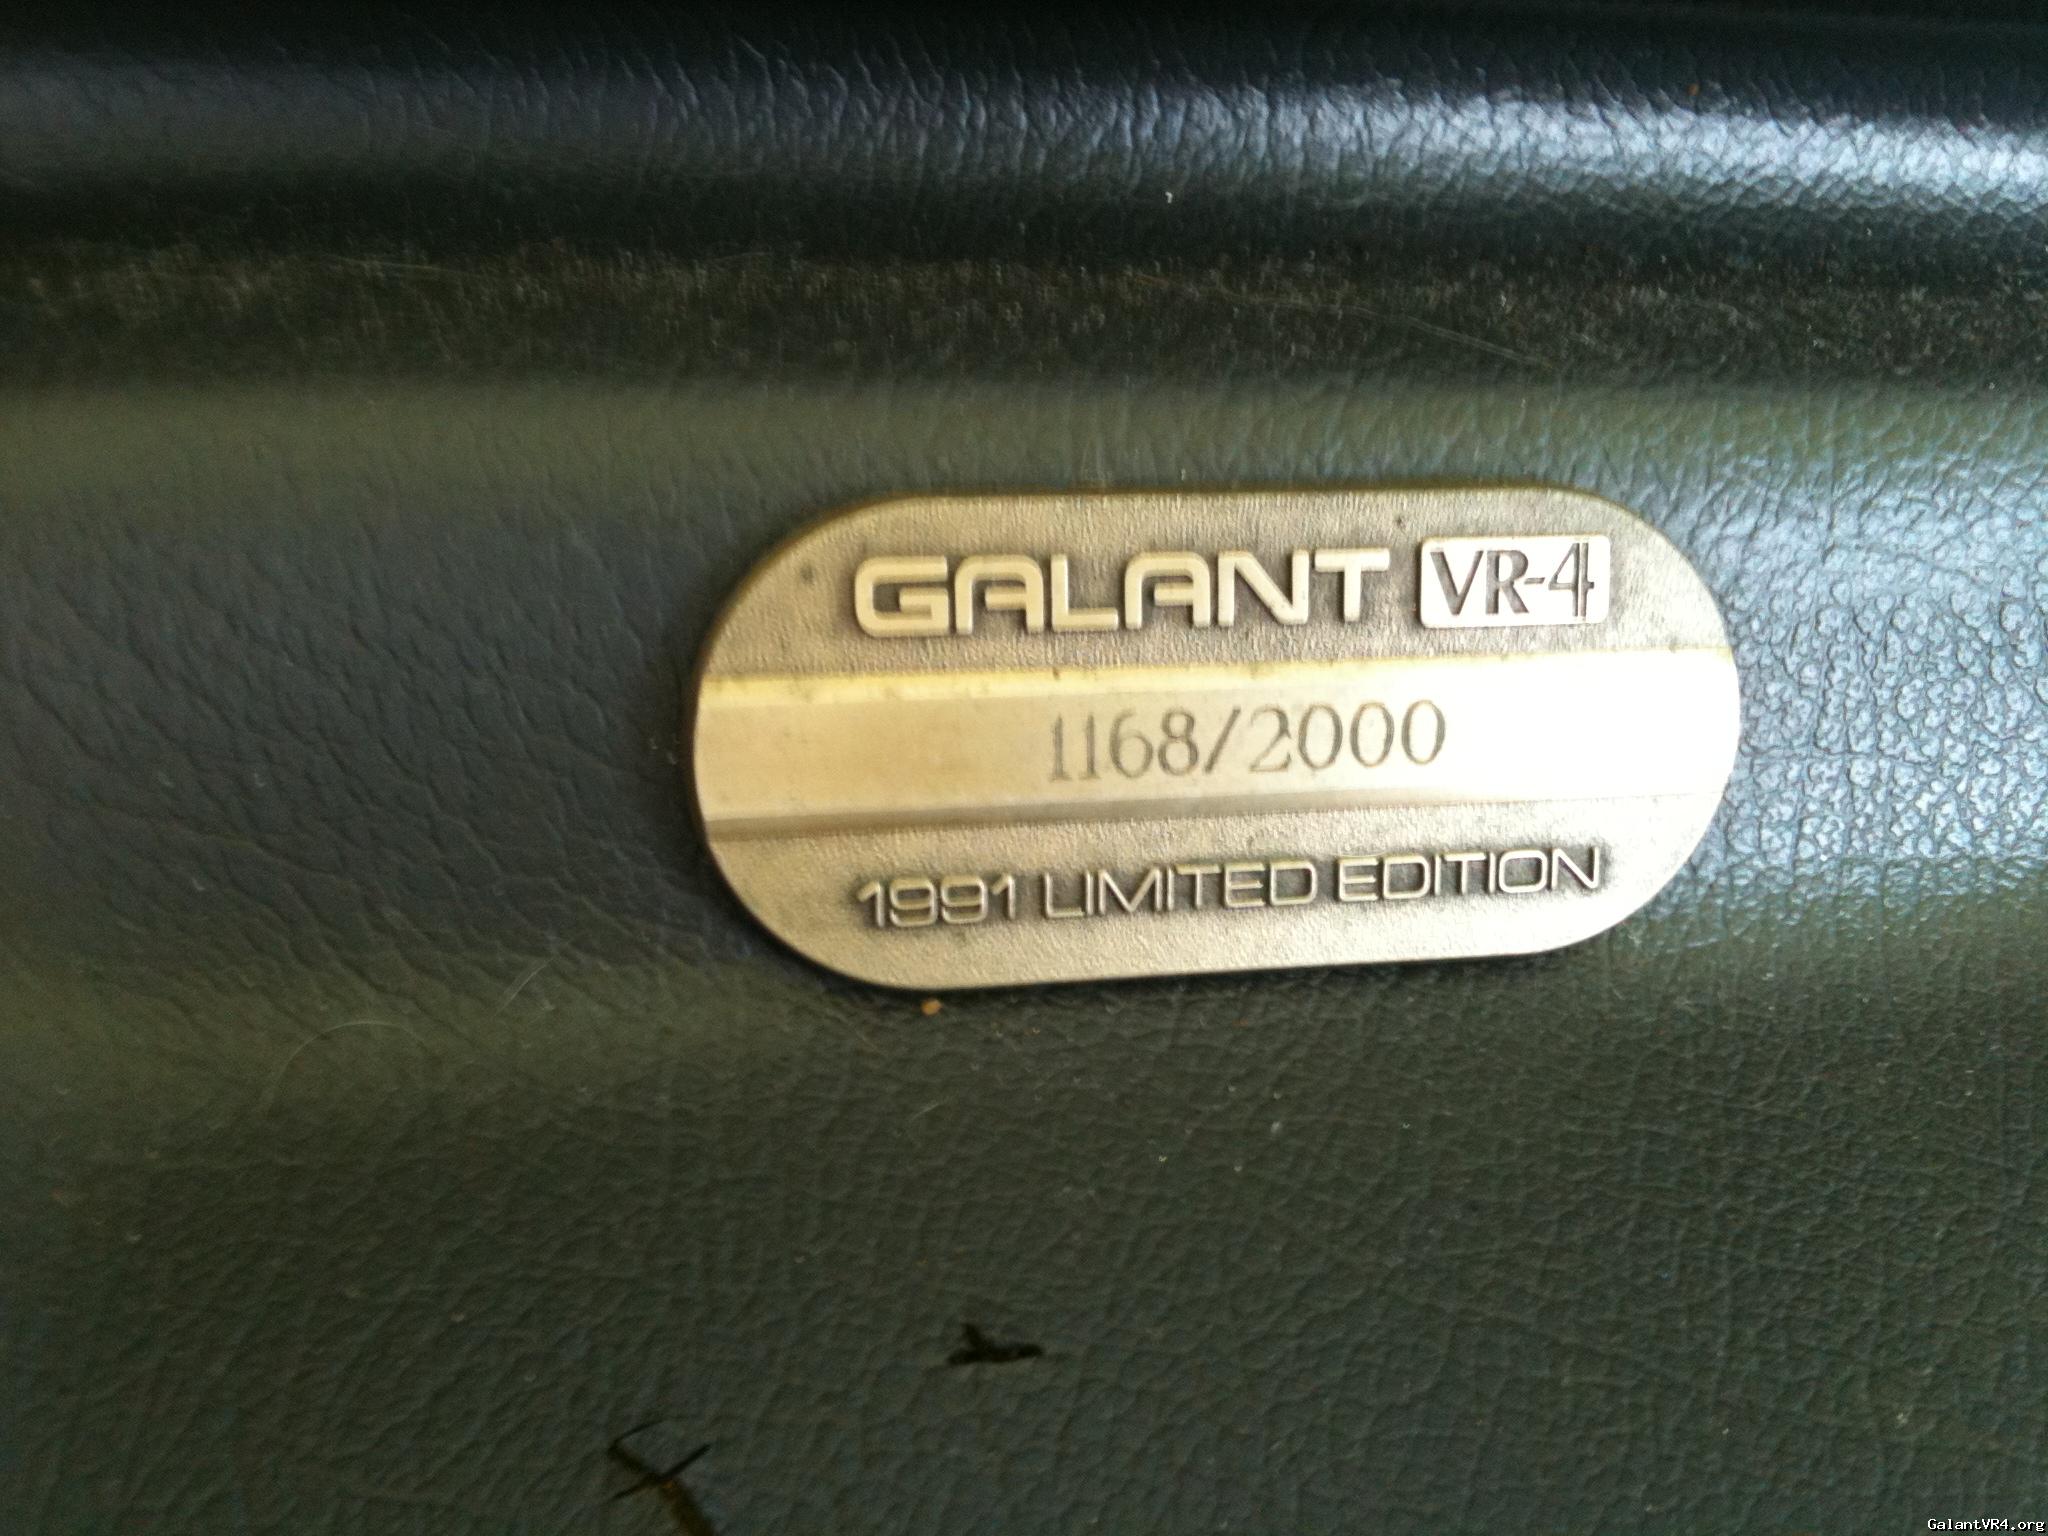 GALANT VR-4
1168/2000
1991 LIMITED EDITION
GalantVR4.org